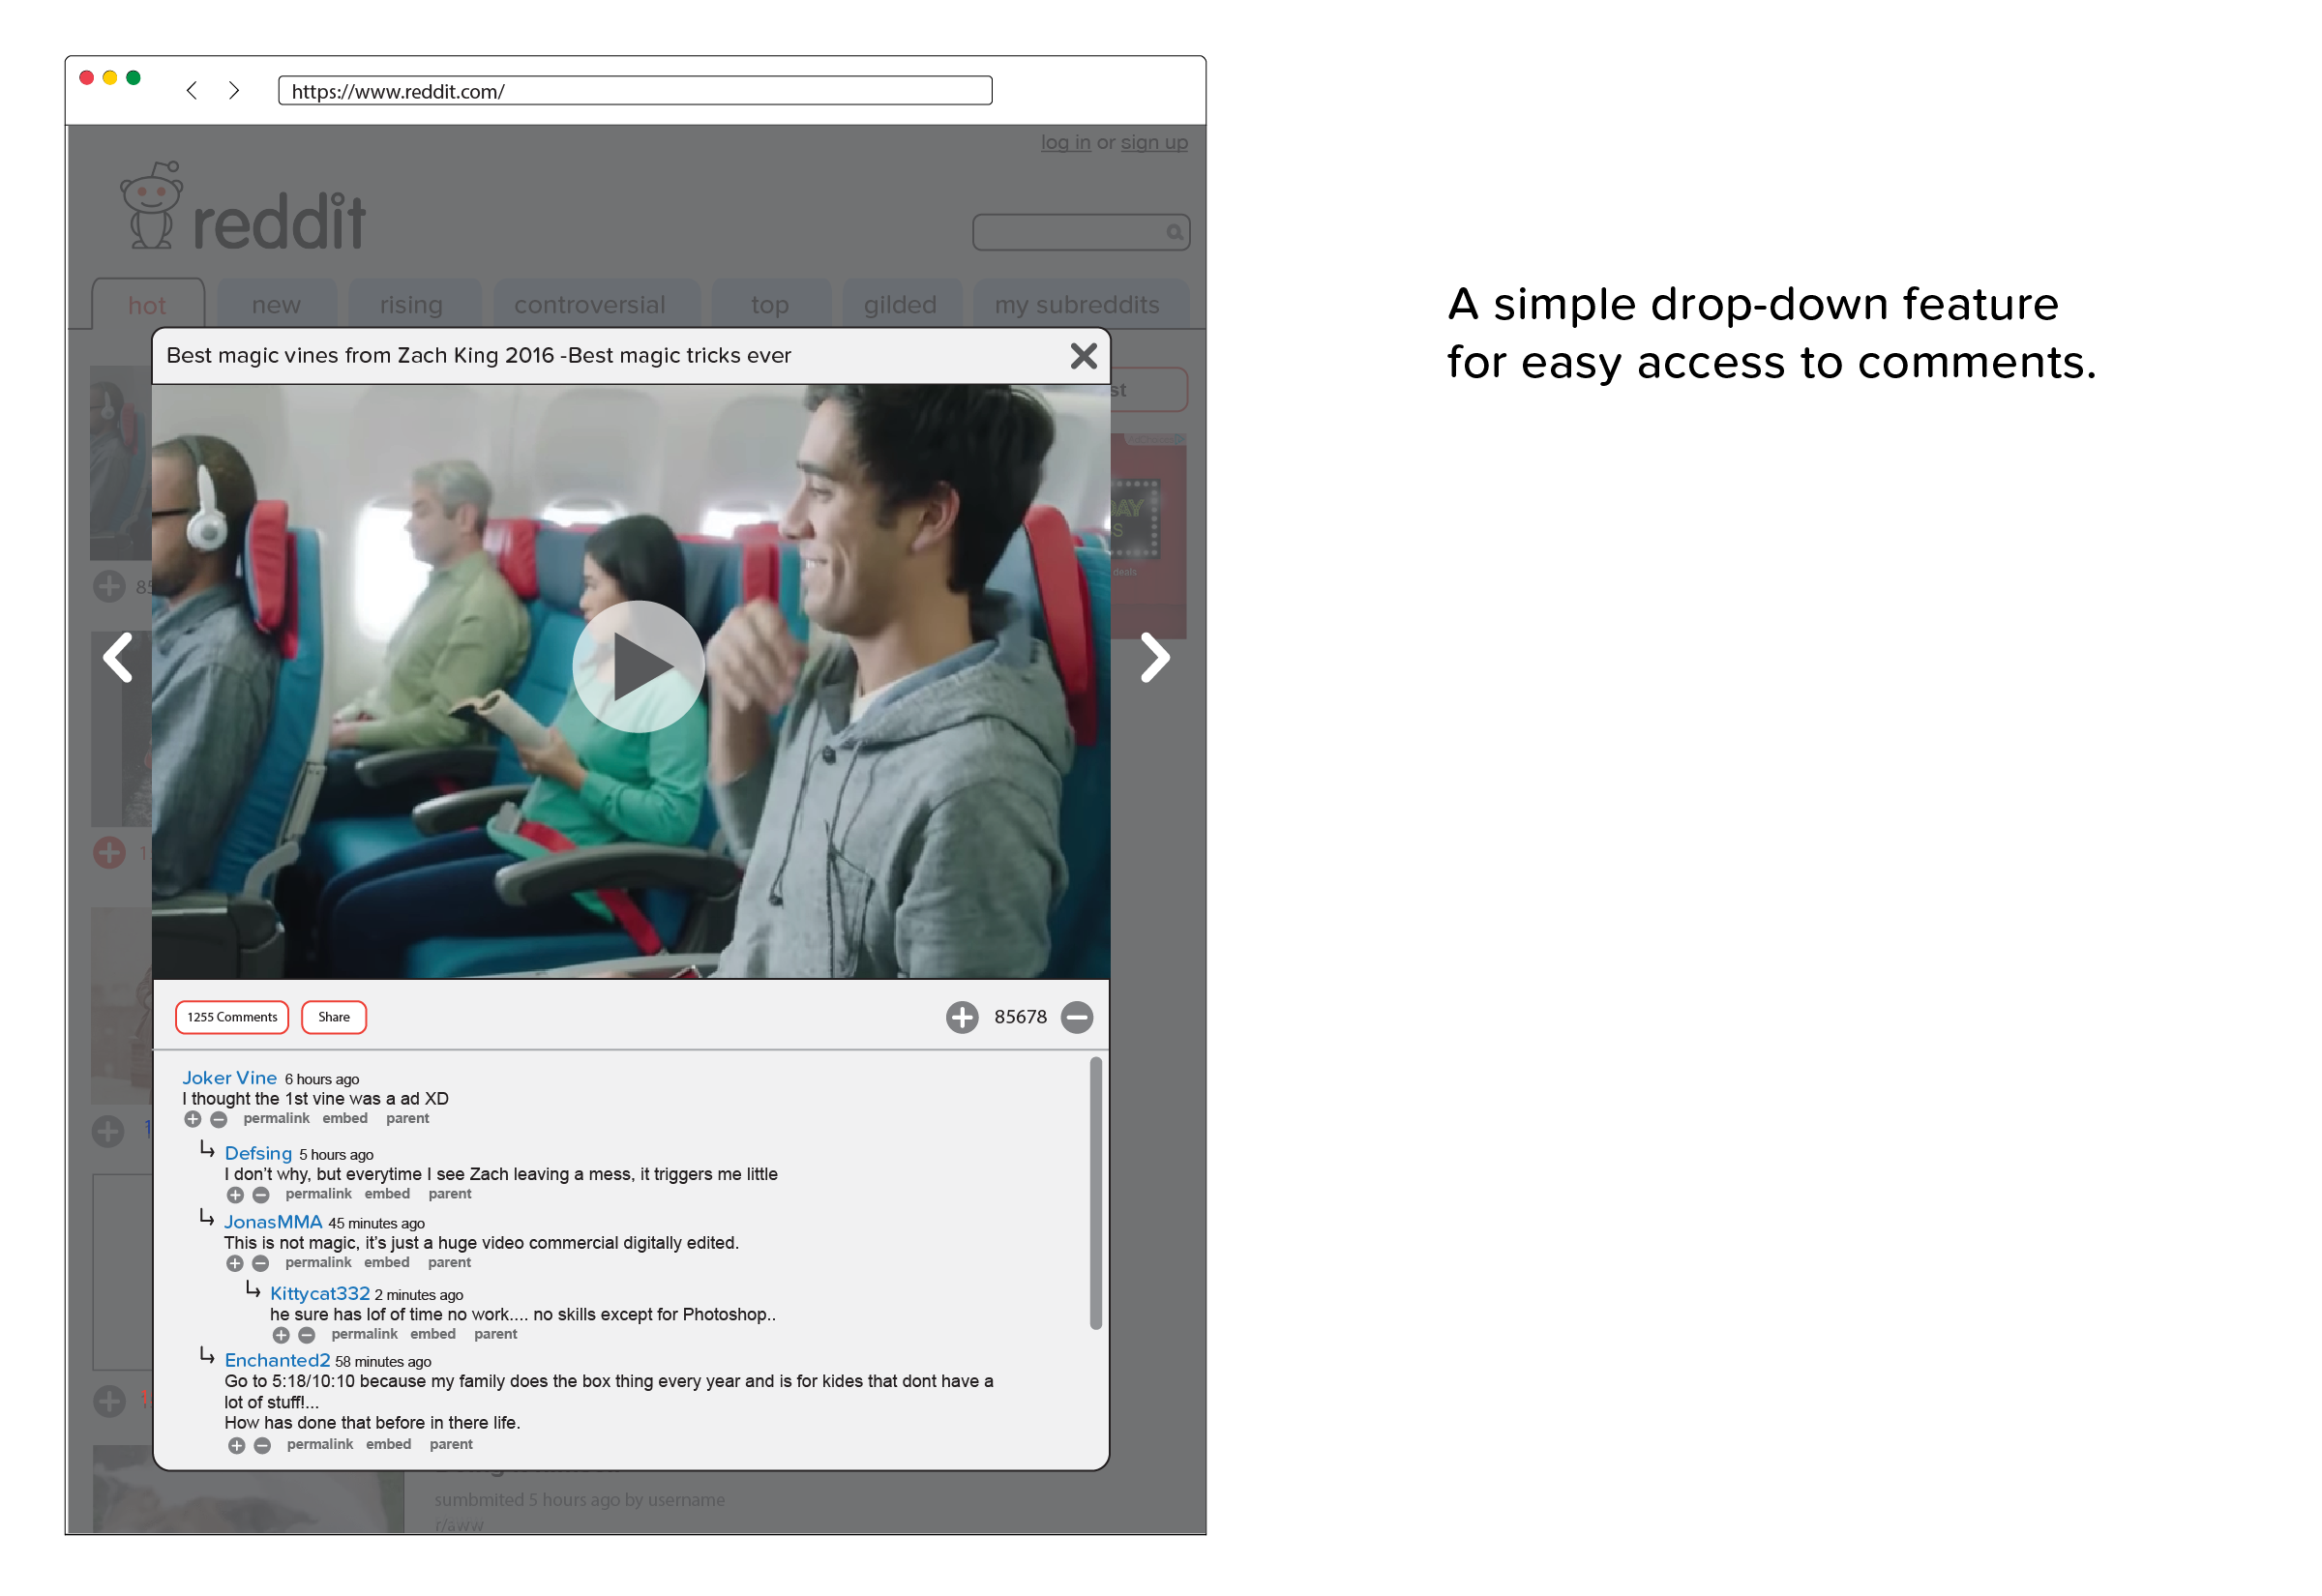 https://www.reddit.com/
log in or sign up
reddit
hot new rising controversial top gilded my subreddits
Best magic vines from Zach King 2016 -Best magic tricks ever
A simple drop-down feature
for easy access to comments.
st
AdChoices
AY
S
deals
85
1
1
1
1255 Comments Share 85678
Joker Vine 6 hours ago
I thought the 1st vine was a ad XD
permalink embed parent
Defsing 5 hours ago
I don't why, but everytime I see Zach leaving a mess, it triggers me little
permalink embed parent
JonasMMA 45 minutes ago
This is not magic, it's just a huge video commercial digitally edited.
permalink embed parent
Kittycat332 2 minutes ago
he sure has lof of time no work.... no skills except for Photoshop..
permalink embed parent
Enchanted2 58 minutes ago
Go to 5:18/10:10 because my family does the box thing every year and is for kides that dont have a
lot of stuff!...
How has done that before in there life.
permalink embed parent
sumbmited 5 hours ago by username
r/aww